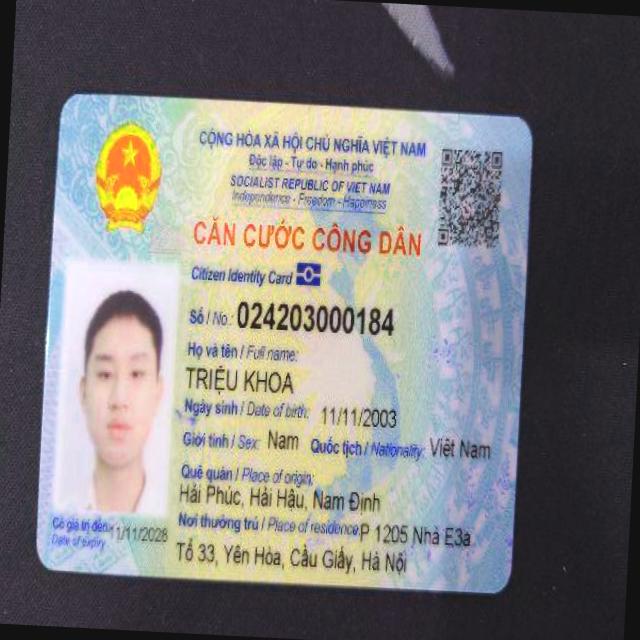 CỘNG HÒA XÃ HỘI CHỦ NGHĨA VIỆT NAM
Độc lập - Tự do - Hạnh phúc
SOCIALIST REPUBLIC OF VIET NAM
Independence - Freedom - Happiness
CĂN CƯỚC CÔNG DÂN
Citizen Identity Card
Số / No.: 024203000184
Họ và tên / Full name:
TRIỆU KHOA
Ngày sinh / Date of birth: 11/11/2003
Giới tính / Sex: Nam Quốc tịch / Nationality: Việt Nam
Quê quán / Place of origin:
Hải Phúc, Hải Hậu, Nam Định
Nơi thường trú / Place of residence: P 1205 Nhà E3a
Tổ 33, Yên Hòa, Cầu Giấy, Hà Nội
Có giá trị đến: 11/11/2028
Date of expiry